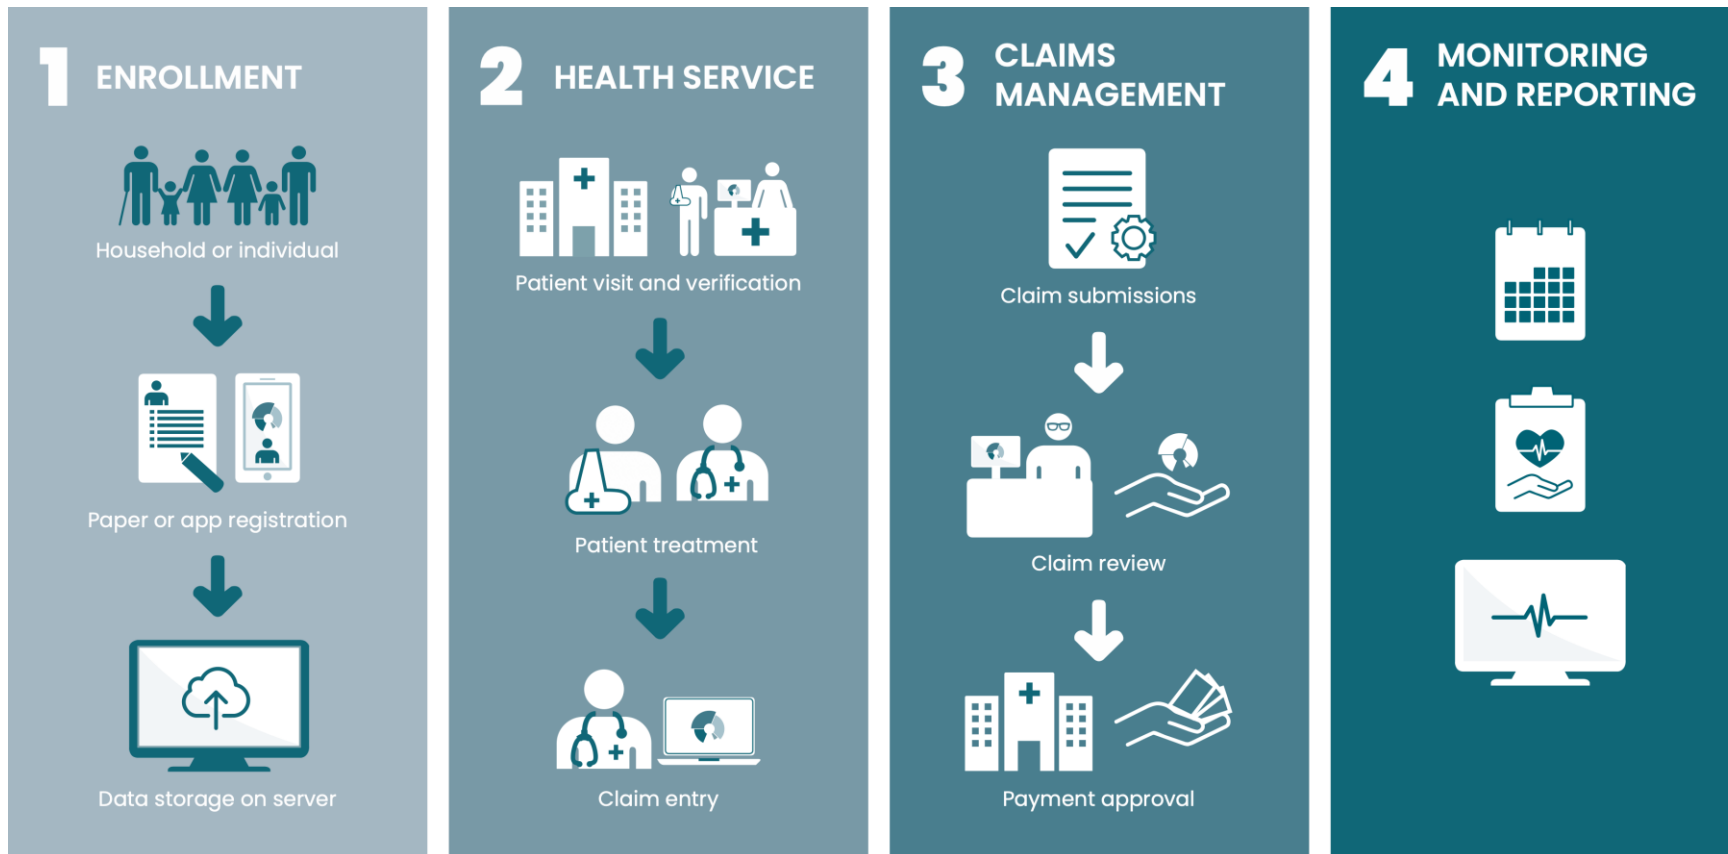 1 ENROLLMENT
Household or individual
Paper or app registration
Data storage on server
2 HEALTH SERVICE
Patient visit and verification
Patient treatment
Claim entry
3 CLAIMS
MANAGEMENT
Claim submissions
Claim review
Payment approval
4 MONITORING
AND REPORTING